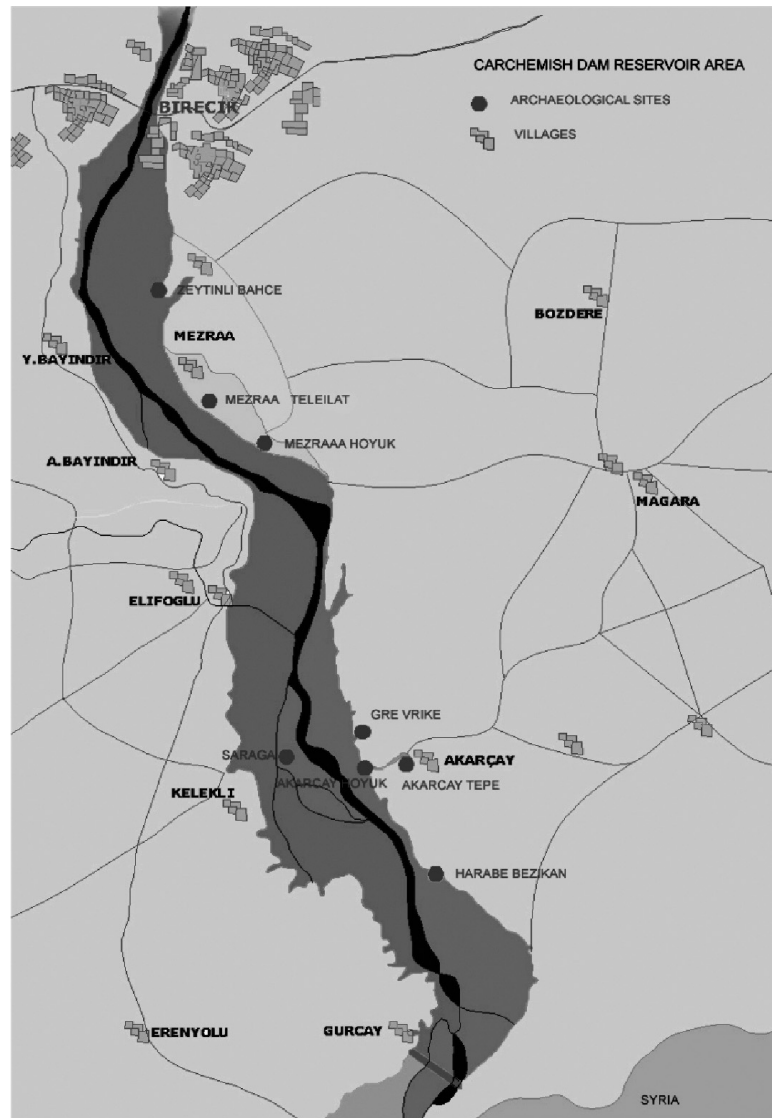 CARCHEMISH DAM RESERVOIR AREA
ARCHAEOLOGICAL SITES
VILLAGES
BIRECIK
ZEYTINLI BAHCE
BOZDERE
MEZRAA
Y.BAYINDIR
MEZRAA TELEILAT
MEZRAAA HOYUK
A.BAYINDIR
MAGARA
ELIFOGLU
GRE VRIKE
SARAGA
AKARÇAY
AKARCAY HOYUK
AKARCAY TEPE
KELEKLI
HARABE BEZIKAN
ERENYOLU
GURCAY
SYRIA